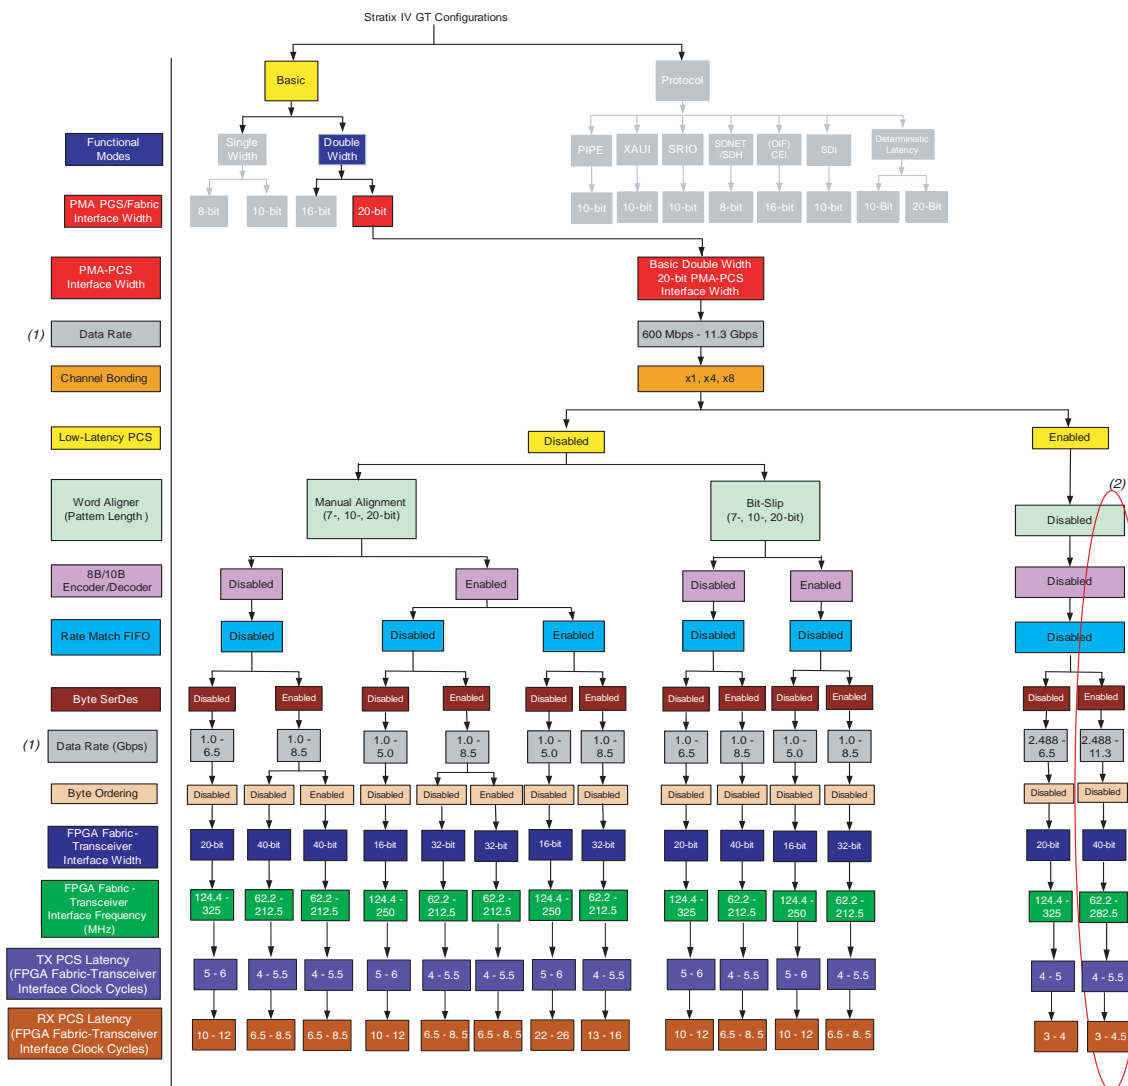 Stratix IV GT Configurations
Basic
Protocol
Functional
Modes
Single
Width
Double
Width
PIPE
XAUI
SRIO
SONET
/SDH
(OIF)
CEI
SDI
Deterministic
Latency
PMA PGS/Fabric
Interface Width
8-bit
10-bit
16-bit
20-bit
10-bit
10-bit
10-bit
8-bit
16-bit
10-bit
10-Bit
20-Bit
PMA-PCS
Interface Width
Basic Double Width
20-bit PMA-PCS
Interface Width
(1)
Data Rate
600 Mbps - 11.3 Gbps
Channel Bonding
x1, x4, x8
Low-Latency PCS
Disabled
Enabled
Word Aligner
(Pattern Length )
Manual Alignment
(7-, 10-, 20-bit)
Bit-Slip
(7-, 10-, 20-bit)
(2)
Disabled
8B/10B
Encoder/Decoder
Disabled
Enabled
Disabled
Enabled
Disabled
Rate Match FIFO
Disabled
Disabled
Enabled
Disabled
Disabled
Disabled
Byte SerDes
Disabled
Enabled
Disabled
Enabled
Disabled
Enabled
Disabled
Enabled
Disabled
Enabled
Disabled
Enabled
(1)
Data Rate (Gbps)
1.0 -
6.5
1.0 -
8.5
1.0 -
5.0
1.0 -
8.5
1.0 -
5.0
1.0 -
8.5
1.0 -
6.5
1.0 -
8.5
1.0 -
5.0
1.0 -
8.5
2.488 -
6.5
2.488 -
11.3
Byte Ordering
Disabled
Disabled
Enabled
Disabled
Disabled
Enabled
Disabled
Disabled
Disabled
Disabled
Disabled
Disabled
Disabled
Disabled
FPGA Fabric-
Transceiver
Interface Width
20-bit
40-bit
40-bit
16-bit
32-bit
32-bit
16-bit
32-bit
20-bit
40-bit
16-bit
32-bit
20-bit
40-bit
FPGA Fabric -
Transceiver
Interface Frequency
(MHz)
124.4 -
325
62.2 -
212.5
62.2 -
212.5
124.4 -
250
62.2 -
212.5
62.2 -
212.5
124.4 -
250
62.2 -
212.5
124.4 -
325
62.2 -
212.5
124.4 -
250
62.2 -
212.5
124.4 -
325
62.2 -
282.5
TX PCS Latency
(FPGA Fabric-Transceiver
Interface Clock Cycles)
5 - 6
4 - 5.5
4 - 5.5
5 - 6
4 - 5.5
4 - 5.5
5 - 6
4 - 5.5
5 - 6
4 - 5.5
5 - 6
4 - 5.5
4 - 5
4 - 5.5
RX PCS Latency
(FPGA Fabric-Transceiver
Interface Clock Cycles)
10 - 12
6.5 - 8.5
6.5 - 8.5
10 - 12
6.5 - 8. 5
6.5 - 8.5
22 - 26
13 - 16
10 - 12
6.5 - 8. 5
10 - 12
6.5 - 8. 5
3 - 4
3 - 4.5